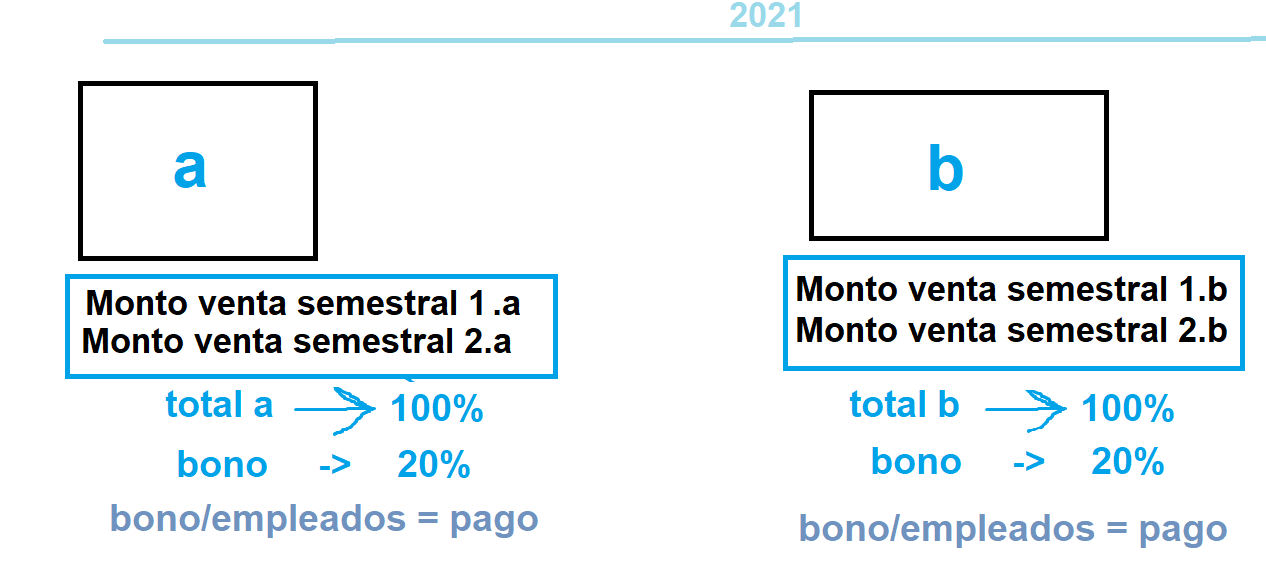 2021
a
Monto venta semestral 1.a
Monto venta semestral 2.a
total a 100%
bono -> 20%
bono/empleados = pago
b
Monto venta semestral 1.b
Monto venta semestral 2.b
total b 100%
bono -> 20%
bono/empleados = pago